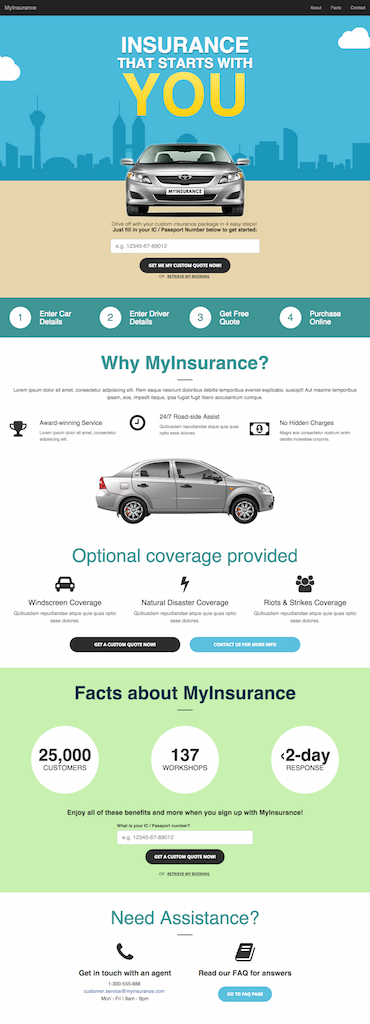 MyInsurance
About
Facts
Contact
INSURANCE
THAT STARTS WITH
YOU
MYINSURANCE
Drive off with your custom insurance package in 4 easy steps!
Just fill in your IC / Passport Number below to get started:
e.g. 12345-67-89012
GET ME MY CUSTOM QUOTE NOW!
OR RETRIEVE MY BOOKING
1
Enter Car
Details
2
Enter Driver
Details
3
Get Free
Quote
4
Purchase
Online
Why MyInsurance?
Lorem ipsum dolor sit amet, consectetur adipisicing elit. Rem eaque nesciunt doloribus debitis temporibus eveniet explicabo, suscipit! Aut maxime temporibus
ipsam, eos, impedit itaque, ipsa fugiat fugit libero accusantium cumque.
Award-winning Service
Lorem ipsum dolor sit amet, consectetur
adipisicing elit.
24/7 Road-side Assist
Quibusdam repudiandae atque quia quas
optio esse dolores.
No Hidden Charges
Magni eos consectetur nostrum enim
debitis molestiae corporis.
Optional coverage provided
Windscreen Coverage
Quibusdam repudiandae atque quia quas optio
esse dolores.
Natural Disaster Coverage
Quibusdam repudiandae atque quia quas optio
esse dolores.
Riots & Strikes Coverage
Quibusdam repudiandae atque quia quas optio
esse dolores.
GET A CUSTOM QUOTE NOW!
CONTACT US FOR MORE INFO
Facts about MyInsurance
25,000
CUSTOMERS
137
WORKSHOPS
<2-day
RESPONSE
Enjoy all of these benefits and more when you sign up with MyInsurance!
What is your IC / Passport number?
e.g. 12345-67-89012
GET A CUSTOM QUOTE NOW!
OR RETRIEVE MY BOOKING
Need Assistance?
Get in touch with an agent
1-300-555-888
customer.service@myinsurance.com
Mon - Fri | 9am - 6pm
Read our FAQ for answers
GO TO FAQ PAGE